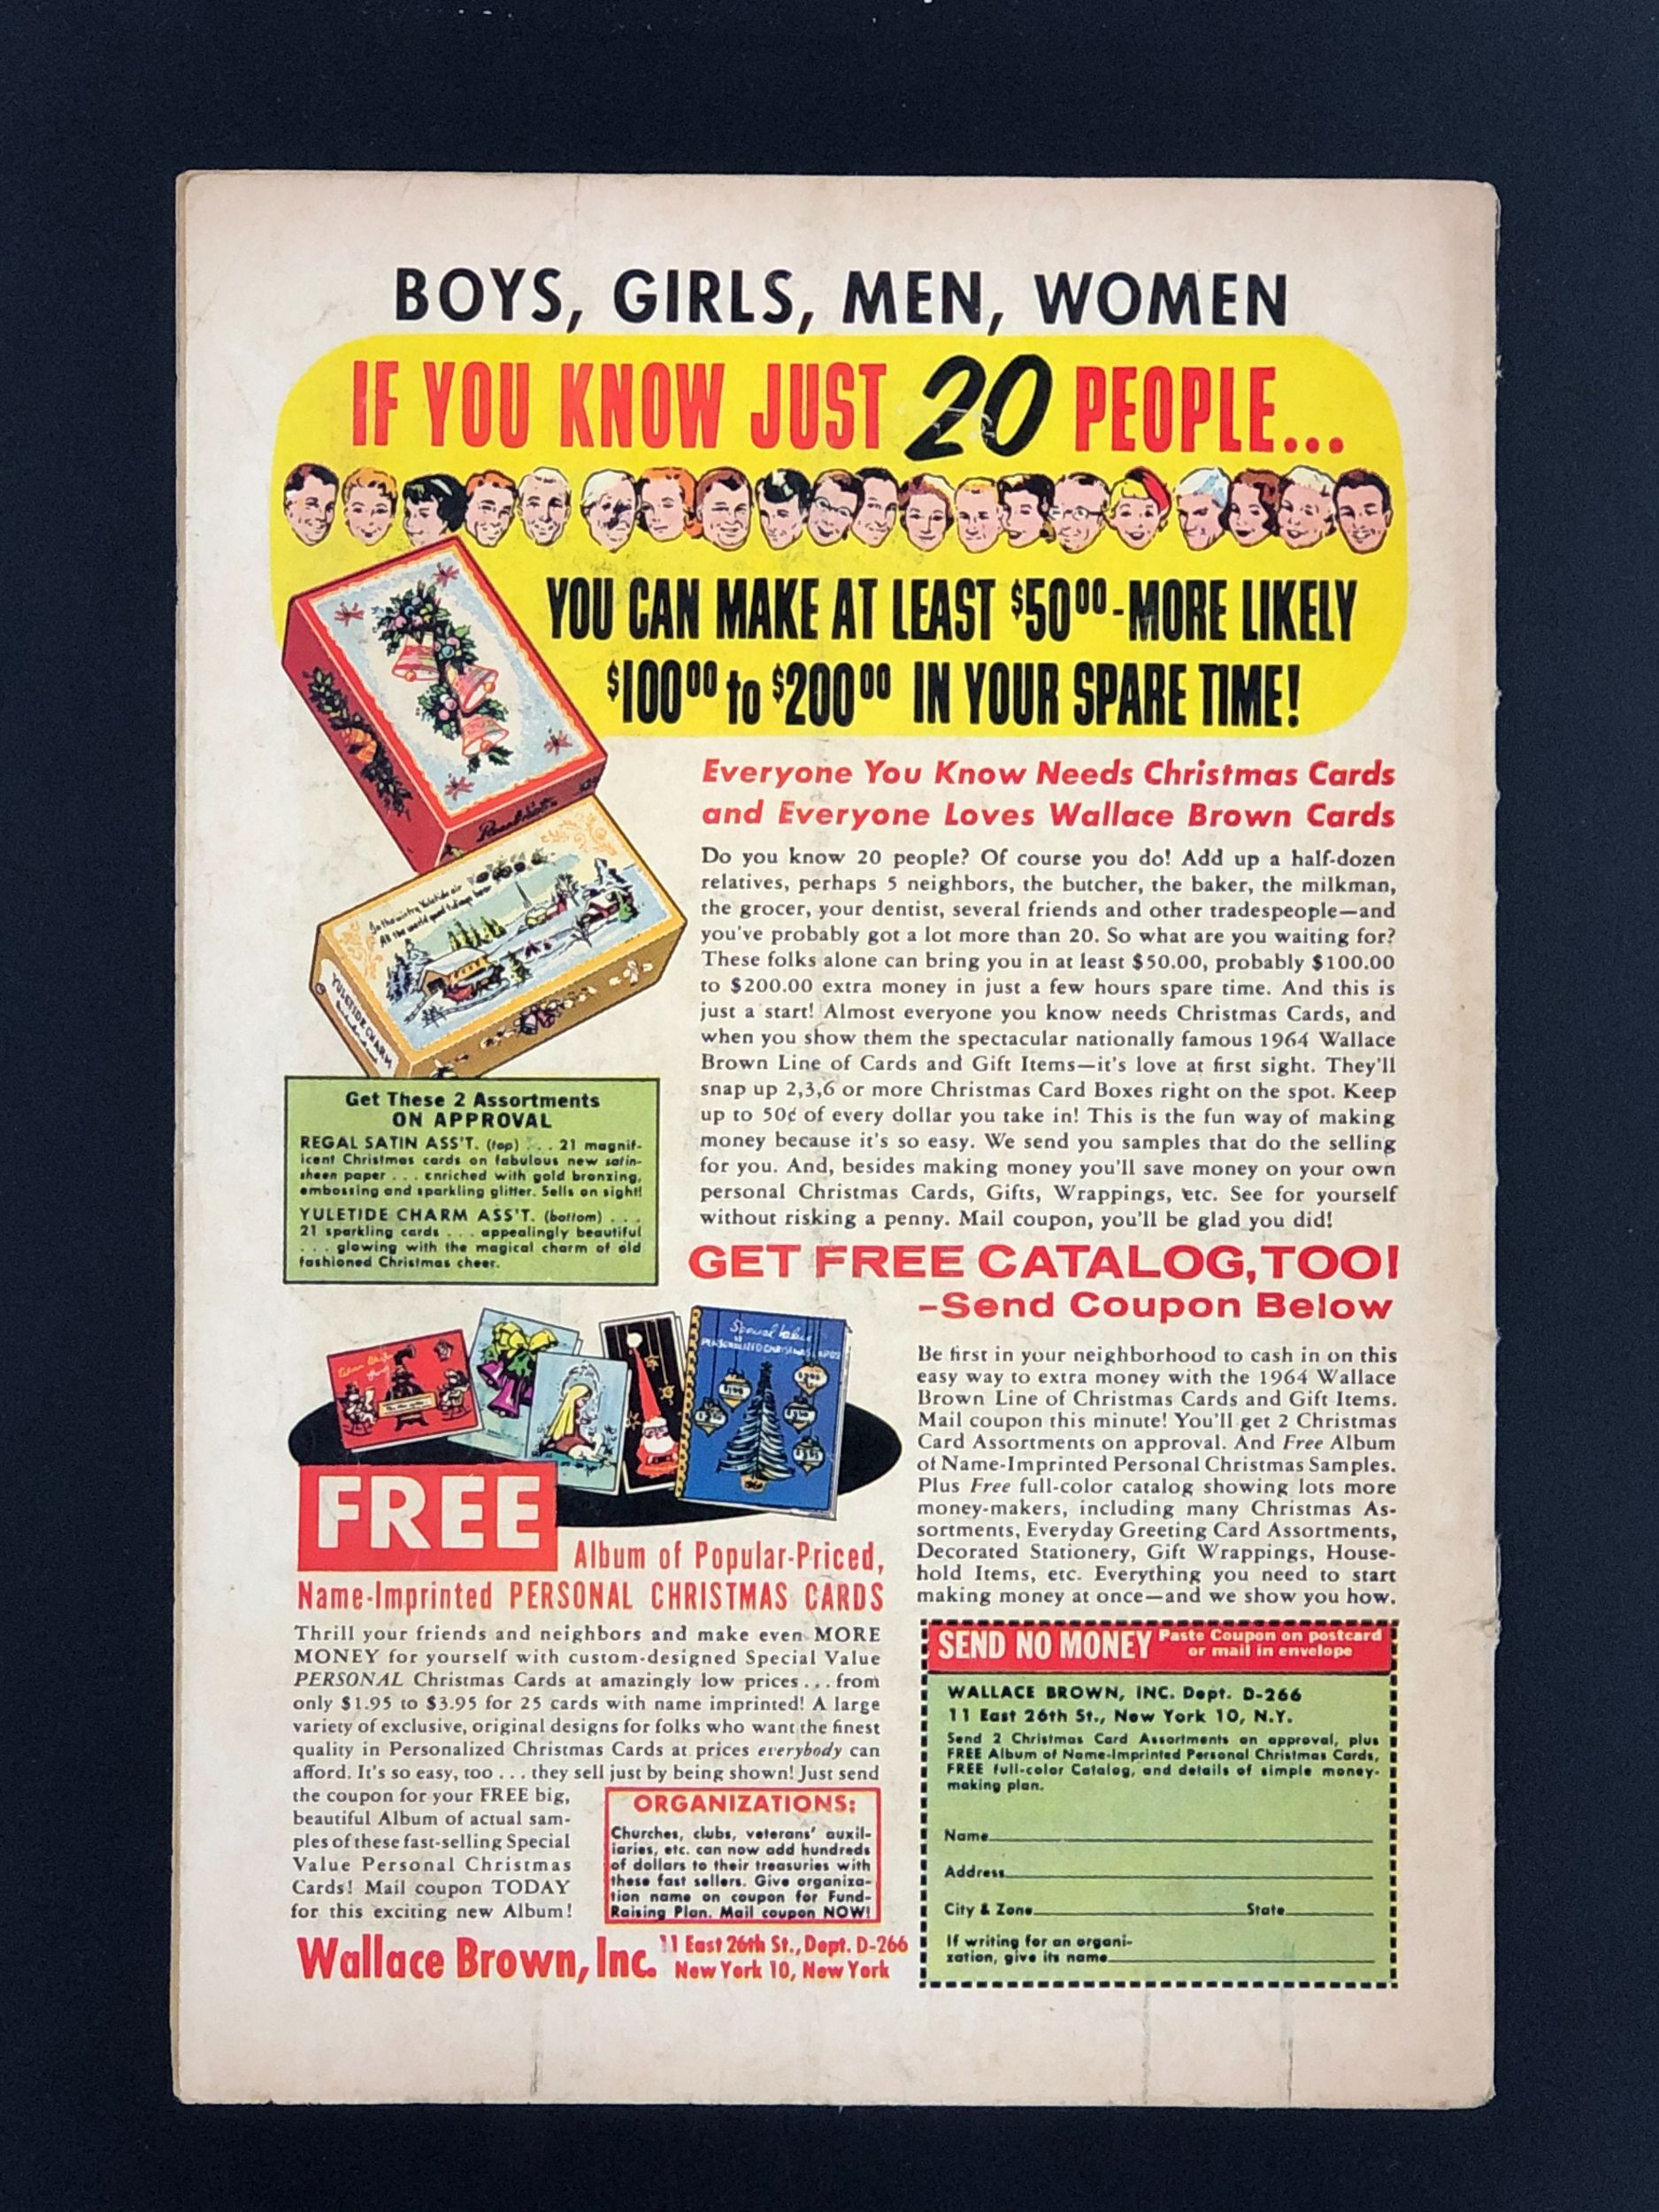 BOYS, GIRLS, MEN, WOMEN
IF YOU KNOW JUST 20 PEOPLE...
YOU CAN MAKE AT LEAST $50.00-MORE LIKELY
$100.00 to $200.00 IN YOUR SPARE TIME!
Everyone You Know Needs Christmas Cards
and Everyone Loves Wallace Brown Cards
Do you know 20 people? Of course you do! Add up a half-dozen
relatives, perhaps 5 neighbors, the butcher, the baker, the milkman,
the grocer, your dentist, several friends and other tradespeople—and
you've probably got a lot more than 20. So what are you waiting for?
These folks alone can bring you in at least $50.00, probably $100.00
to $200.00 extra money in just a few hours spare time. And this is
just a start! Almost everyone you know needs Christmas Cards, and
when you show them the spectacular nationally famous 1964 Wallace
Brown Line of Cards and Gift Items—it's love at first sight. They'll
snap up 2,3,6 or more Christmas Card Boxes right on the spot. Keep
up to 50¢ of every dollar you take in! This is the fun way of making
money because it's so easy. We send you samples that do the selling
for you. And, besides making money you'll save money on your own
personal Christmas Cards, Gifts, Wrappings, etc. See for yourself
without risking a penny. Mail coupon, you'll be glad you did!
In the wintry Yuletide air
All the world good tidings bear
YULETIDE CHARM
Get These 2 Assortments
ON APPROVAL
REGAL SATIN ASS'T. (top) . . . 21 magnif-
icent Christmas cards on fabulous new satin-
sheen paper . . . enriched with gold bronzing,
embossing and sparkling glitter. Sells on sight!
YULETIDE CHARM ASS'T. (bottom) . . .
21 sparkling cards . . . appealingly beautiful
. . . glowing with the magical charm of old
fashioned Christmas cheer.
GET FREE CATALOG, TOO!
-Send Coupon Below
Be first in your neighborhood to cash in on this
easy way to extra money with the 1964 Wallace
Brown Line of Christmas Cards and Gift Items.
Mail coupon this minute! You'll get 2 Christmas
Card Assortments on approval. And Free Album
of Name-Imprinted Personal Christmas Samples.
Plus Free full-color catalog showing lots more
money-makers, including many Christmas As-
sortments, Everyday Greeting Card Assortments,
Decorated Stationery, Gift Wrappings, House-
hold Items, etc. Everything you need to start
making money at once—and we show you how.
Special Value
PERSONALIZED CHRISTMAS CARDS
FREE
Album of Popular-Priced,
Name-Imprinted PERSONAL CHRISTMAS CARDS
Thrill your friends and neighbors and make even MORE
MONEY for yourself with custom-designed Special Value
PERSONAL Christmas Cards at amazingly low prices . . . from
only $1.95 to $3.95 for 25 cards with name imprinted! A large
variety of exclusive, original designs for folks who want the finest
quality in Personalized Christmas Cards at prices everybody can
afford. It's so easy, too . . . they sell just by being shown! Just send
the coupon for your FREE big,
beautiful Album of actual sam-
ples of these fast-selling Special
Value Personal Christmas
Cards! Mail coupon TODAY
for this exciting new Album!
ORGANIZATIONS:
Churches, clubs, veterans' auxil-
iaries, etc. can now add hundreds
of dollars to their treasuries with
these fast sellers. Give organiza-
tion name on coupon for Fund-
Raising Plan. Mail coupon NOW!
Wallace Brown, Inc. 11 East 26th St., Dept. D-266
New York 10, New York
SEND NO MONEY Paste Coupon on postcard
or mail in envelope
WALLACE BROWN, INC. Dept. D-266
11 East 26th St., New York 10, N.Y.
Send 2 Christmas Card Assortments on approval, plus
FREE Album of Name-Imprinted Personal Christmas Cards,
FREE full-color Catalog, and details of simple money-
making plan.
Name
Address
City & Zone State
If writing for an organi-
zation, give its name